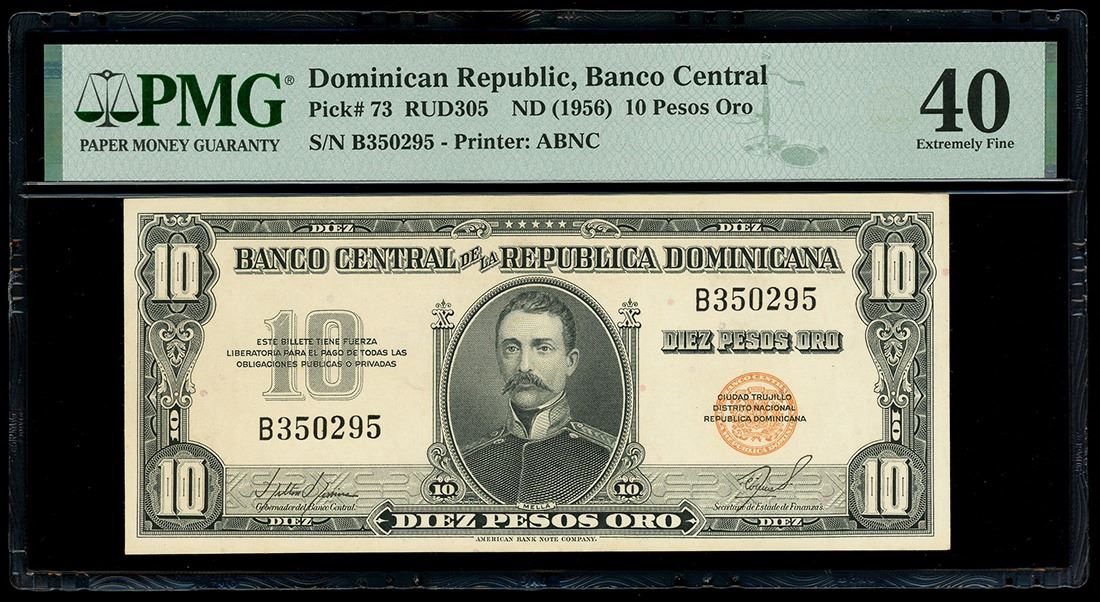 PMG®
PAPER MONEY GUARANTY
Dominican Republic, Banco Central
Pick# 73 RUD305 ND (1956) 10 Pesos Oro
S/N B350295 - Printer: ABNC
40
Extremely Fine
DIEZ
DIEZ
10
BANCO CENTRAL DE LA REPUBLICA DOMINICANA
10
X
X
B350295
10
ESTE BILLETE TIENE FUERZA
LIBERATORIA PARA EL PAGO DE TODAS LAS
OBLIGACIONES PUBLICAS O PRIVADAS
DIEZ PESOS ORO
CIUDAD TRUJILLO
DISTRITO NACIONAL
REPUBLICA DOMINICANA
B350295
10
10
10
10
10
10
Gobernador del Banco Central.
MELLA
Secretario de Estado de Finanzas.
DIEZ
DIEZ PESOS ORO
DIEZ
AMERICAN BANK NOTE COMPANY.